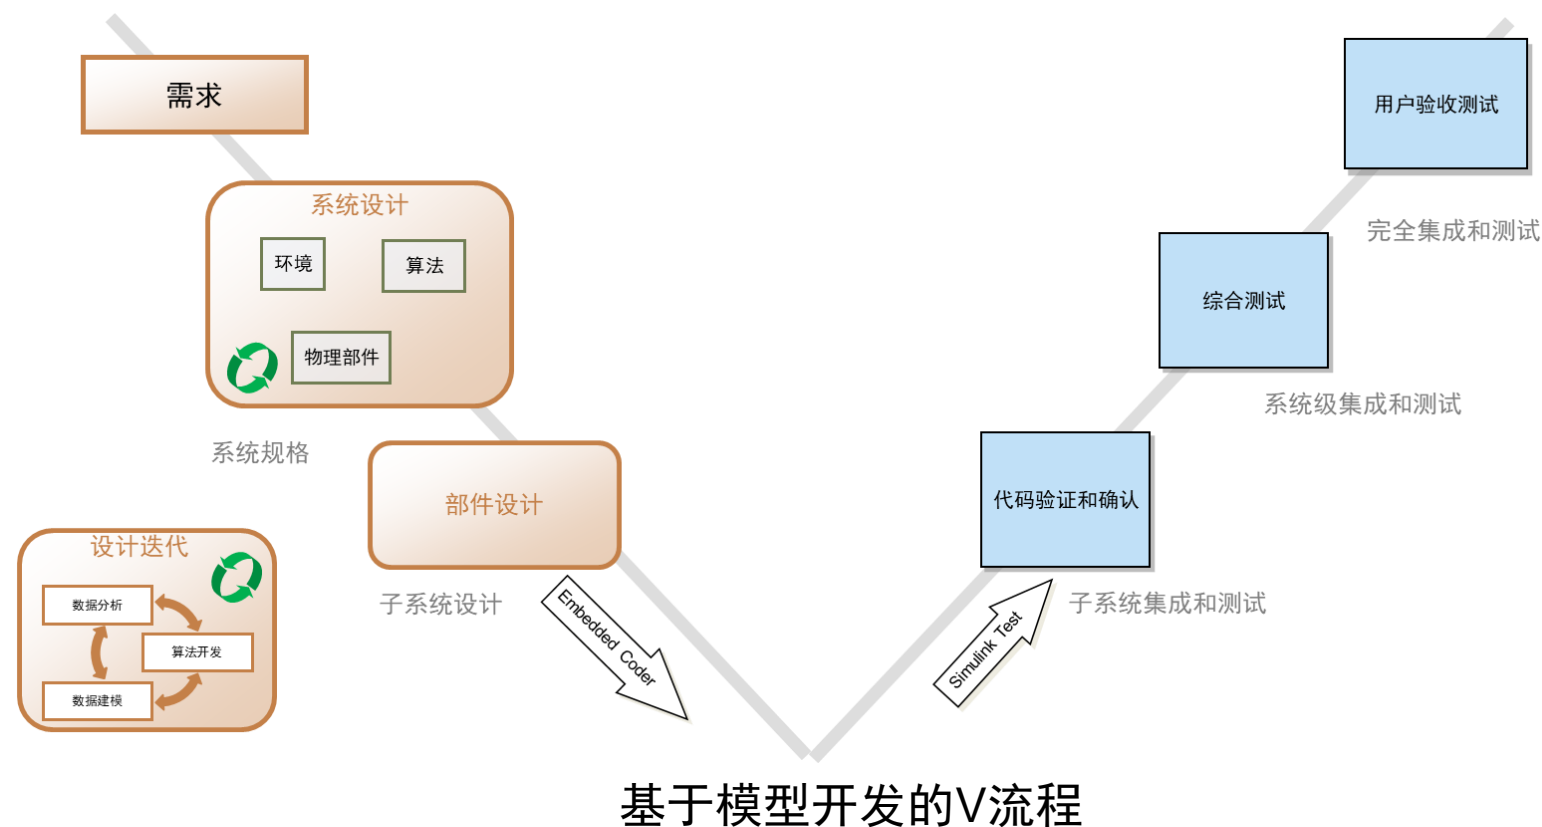 需求
系统设计
环境
算法
物理部件
系统规格
部件设计
子系统设计
设计迭代
数据分析
算法开发
数据建模
Embedded Coder
Simulink Test
代码验证和确认
子系统集成和测试
综合测试
系统级集成和测试
用户验收测试
完全集成和测试
基于模型开发的V流程